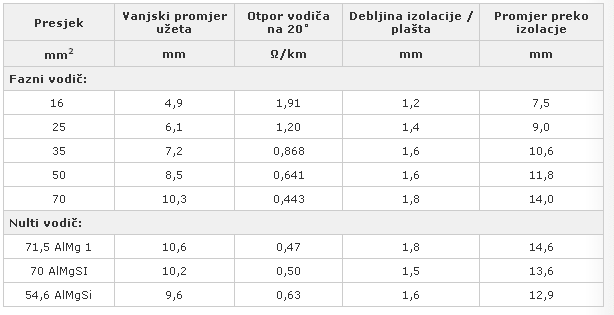 Presjek Vanjski promjer užeta Otpor vodiča na 20° Debljina izolacije / plašta Promjer preko izolacje
mm² mm Ω/km mm mm
Fazni vodič:
16 4,9 1,91 1,2 7,5
25 6,1 1,20 1,4 9,0
35 7,2 0,868 1,6 10,6
50 8,5 0,641 1,6 11,8
70 10,3 0,443 1,8 14,0
Nulti vodič:
71,5 AlMg 1 10,6 0,47 1,8 14,6
70 AlMgSI 10,2 0,50 1,5 13,6
54,6 AlMgSi 9,6 0,63 1,6 12,9